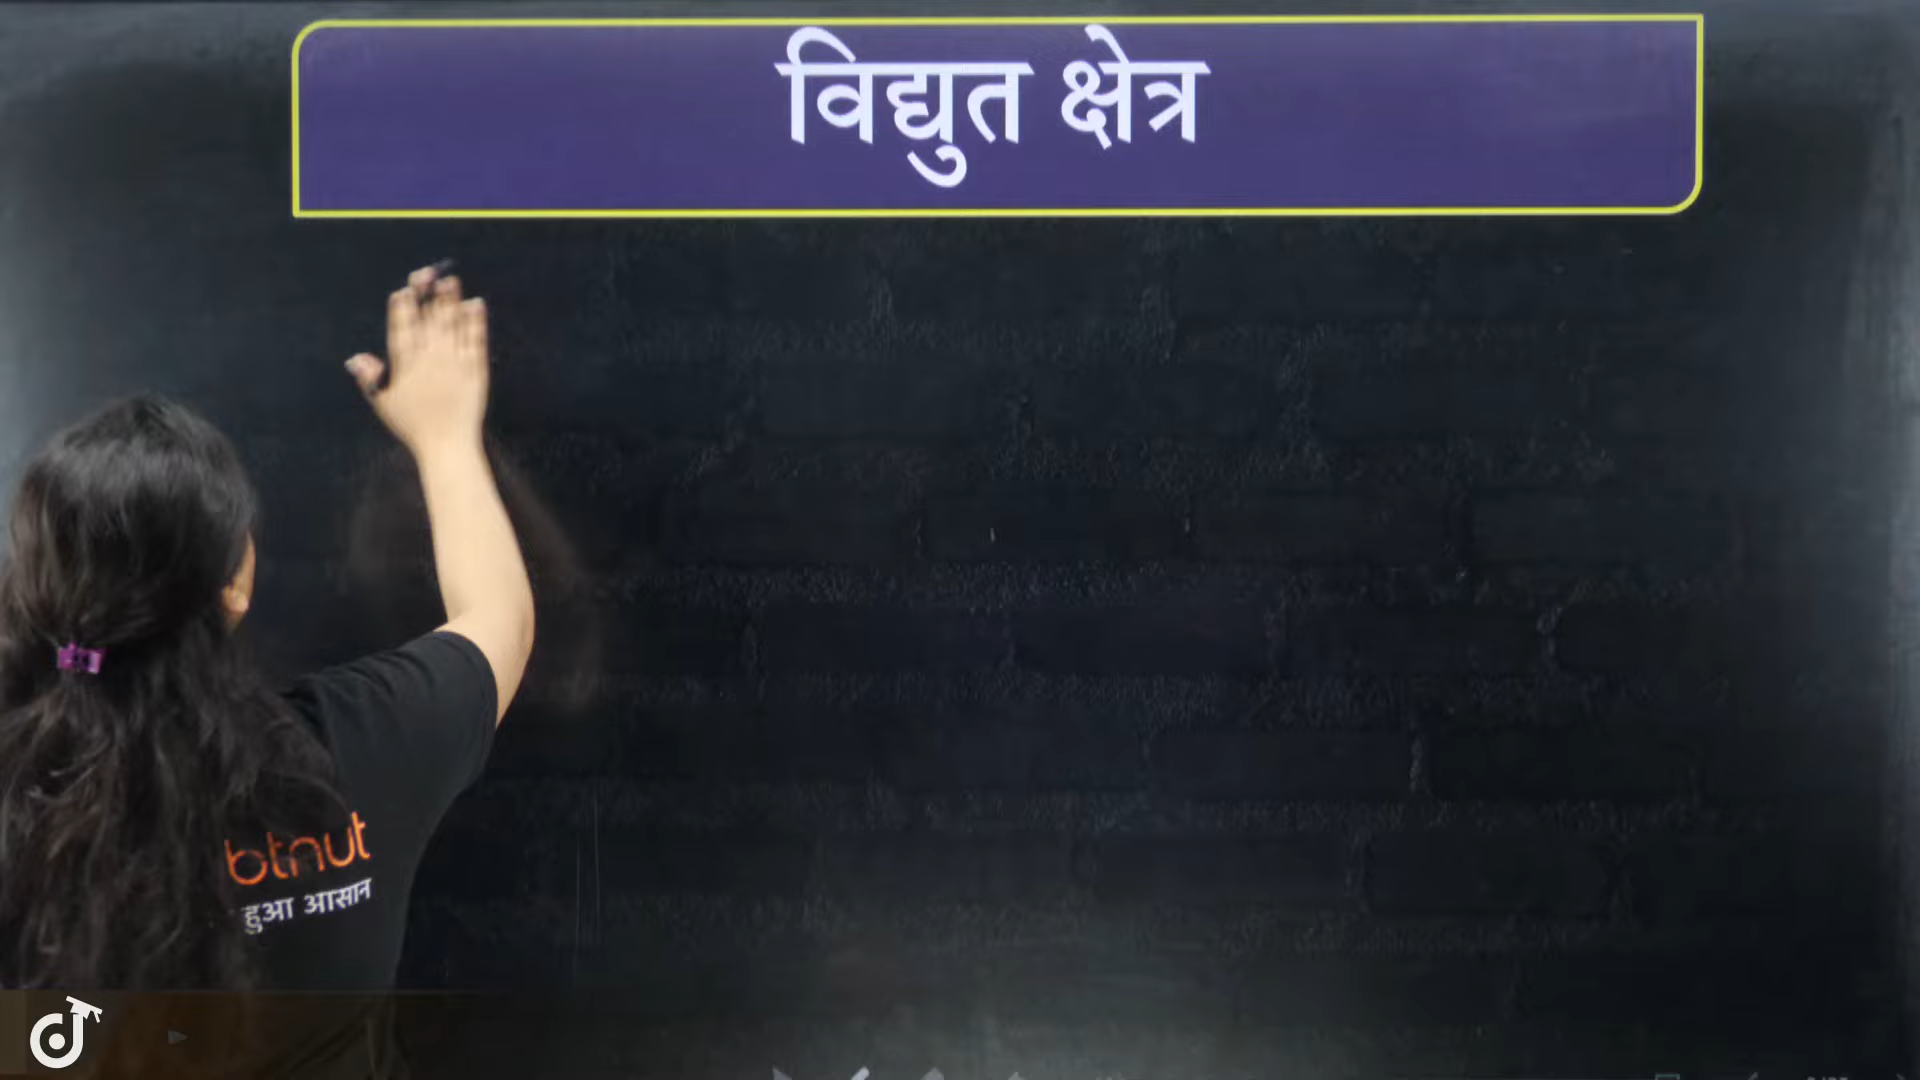 विद्युत क्षेत्र
btnut
हुआ आसान